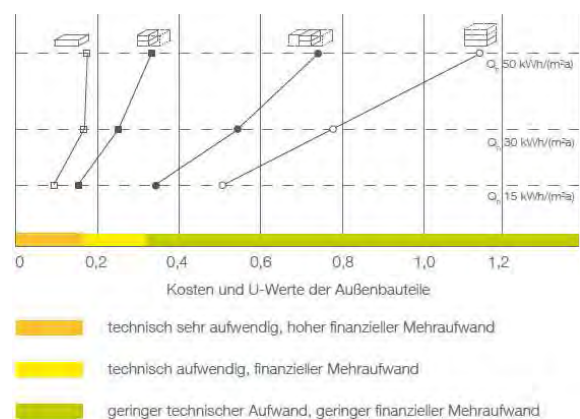 Qh 50 kWh/(m²a)
Qh 30 kWh/(m²a)
Qh 15 kWh/(m²a)
0 0,2 0,4 0,6 0,8 1,0 1,2
Kosten und U-Werte der Außenbauteile
technisch sehr aufwendig, hoher finanzieller Mehraufwand
technisch aufwendig, finanzieller Mehraufwand
geringer technischer Aufwand, geringer finanzieller Mehraufwand